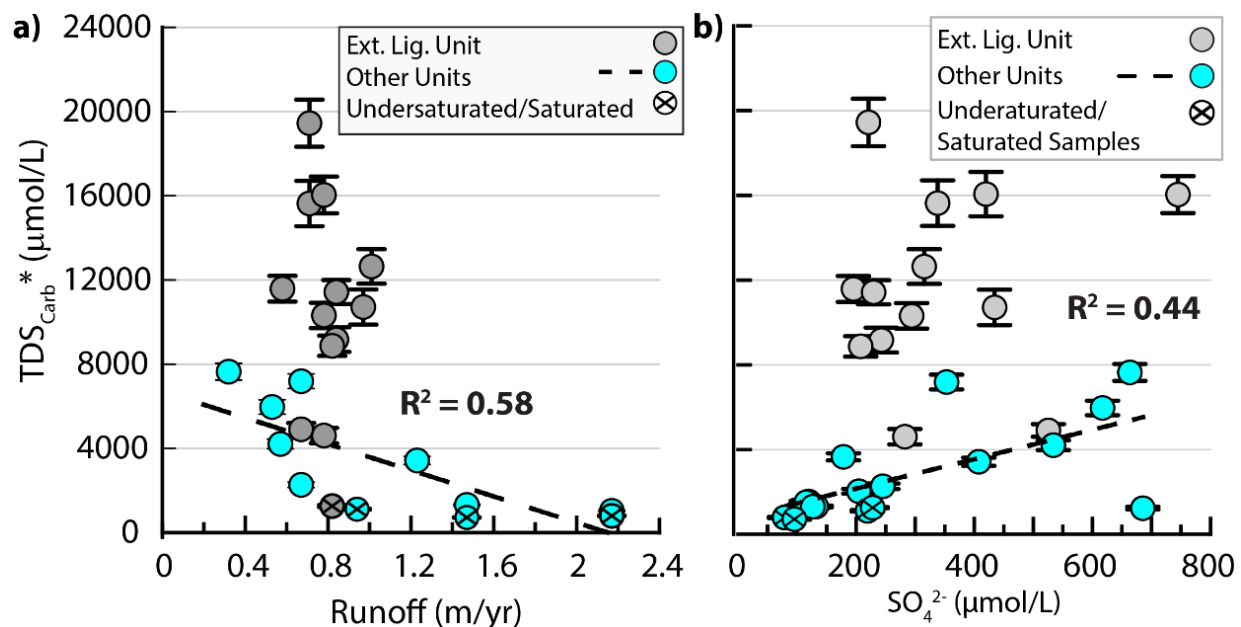 a)
24000
20000
16000
12000
8000
4000
0
TDS_Carb* (μmol/L)
Ext. Lig. Unit
Other Units
Undersaturated/Saturated
R² = 0.58
0 0.4 0.8 1.2 1.6 2 2.4
Runoff (m/yr)
b)
Ext. Lig Unit
Other Units
Underaturated/
Saturated Samples
R² = 0.44
0 200 400 600 800
SO₄²⁻ (μmol/L)